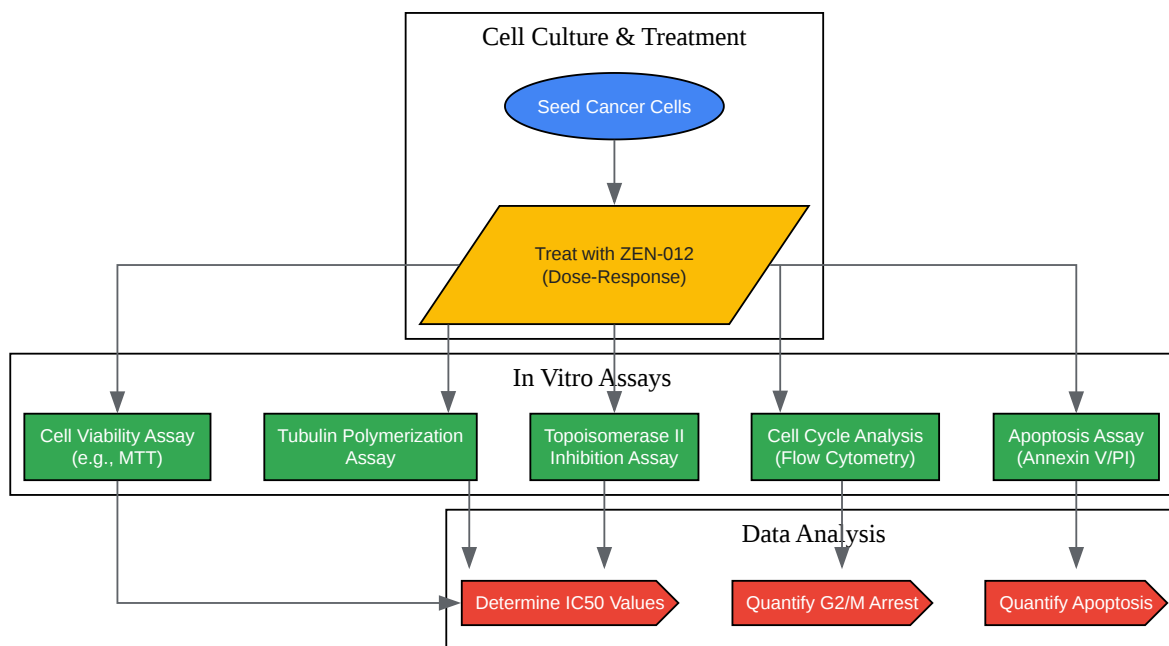 Cell Culture & Treatment
Seed Cancer Cells
Treat with ZEN-012
(Dose-Response)
In Vitro Assays
Cell Viability Assay
(e.g., MTT)
Tubulin Polymerization
Assay
Topoisomerase II
Inhibition Assay
Cell Cycle Analysis
(Flow Cytometry)
Apoptosis Assay
(Annexin V/PI)
Data Analysis
Determine IC50 Values
Quantify G2/M Arrest
Quantify Apoptosis